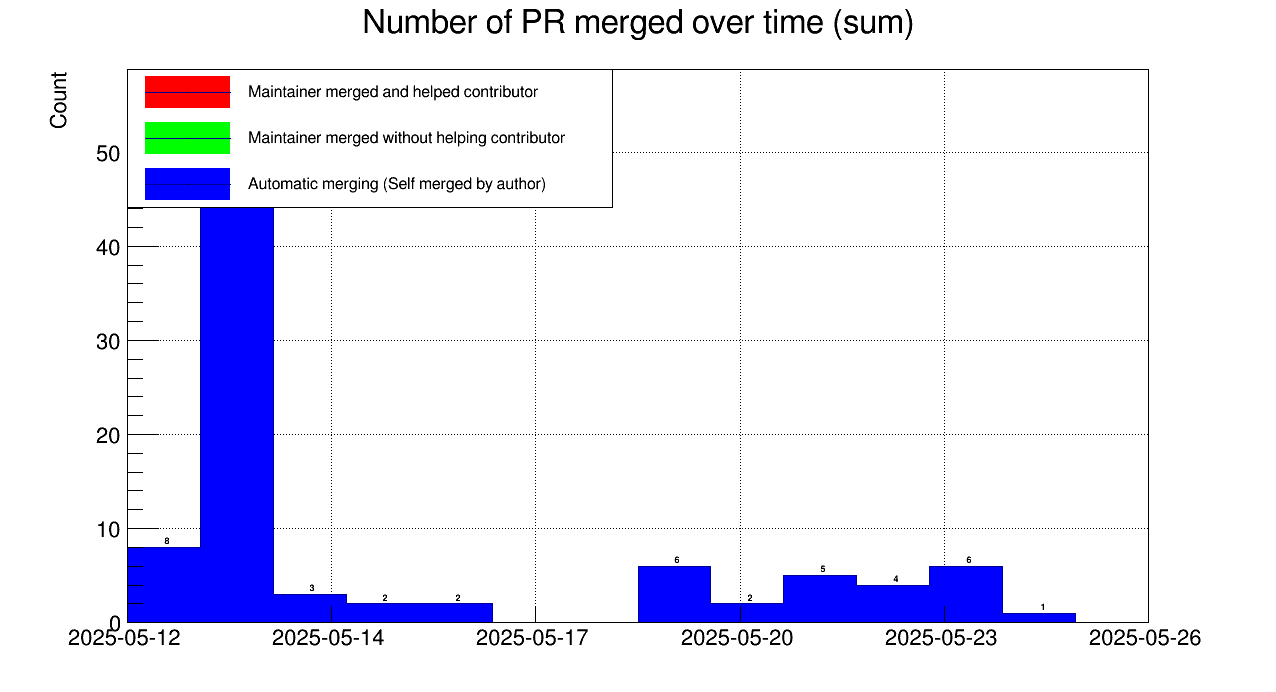 Number of PR merged over time (sum)
Count
Maintainer merged and helped contributor
Maintainer merged without helping contributor
Automatic merging (Self merged by author)
50
40
30
20
10
0
8
3
2
2
6
2
5
4
6
1
2025-05-12 2025-05-14 2025-05-17 2025-05-20 2025-05-23 2025-05-26